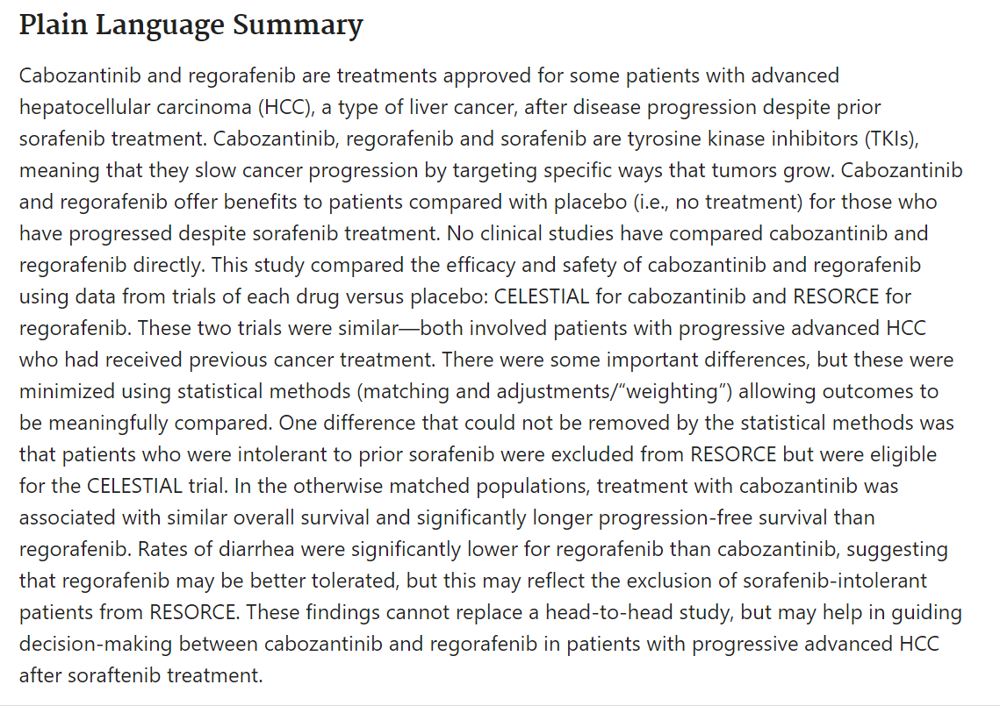 Plain Language Summary
Cabozantinib and regorafenib are treatments approved for some patients with advanced
hepatocellular carcinoma (HCC), a type of liver cancer, after disease progression despite prior
sorafenib treatment. Cabozantinib, regorafenib and sorafenib are tyrosine kinase inhibitors (TKIs),
meaning that they slow cancer progression by targeting specific ways that tumors grow. Cabozantinib
and regorafenib offer benefits to patients compared with placebo (i.e., no treatment) for those who
have progressed despite sorafenib treatment. No clinical studies have compared cabozantinib and
regorafenib directly. This study compared the efficacy and safety of cabozantinib and regorafenib
using data from trials of each drug versus placebo: CELESTIAL for cabozantinib and RESORCE for
regorafenib. These two trials were similar—both involved patients with progressive advanced HCC
who had received previous cancer treatment. There were some important differences, but these were
minimized using statistical methods (matching and adjustments/“weighting”) allowing outcomes to
be meaningfully compared. One difference that could not be removed by the statistical methods was
that patients who were intolerant to prior sorafenib were excluded from RESORCE but were eligible
for the CELESTIAL trial. In the otherwise matched populations, treatment with cabozantinib was
associated with similar overall survival and significantly longer progression-free survival than
regorafenib. Rates of diarrhea were significantly lower for regorafenib than cabozantinib, suggesting
that regorafenib may be better tolerated, but this may reflect the exclusion of sorafenib-intolerant
patients from RESORCE. These findings cannot replace a head-to-head study, but may help in guiding
decision-making between cabozantinib and regorafenib in patients with progressive advanced HCC
after soraftenib treatment.